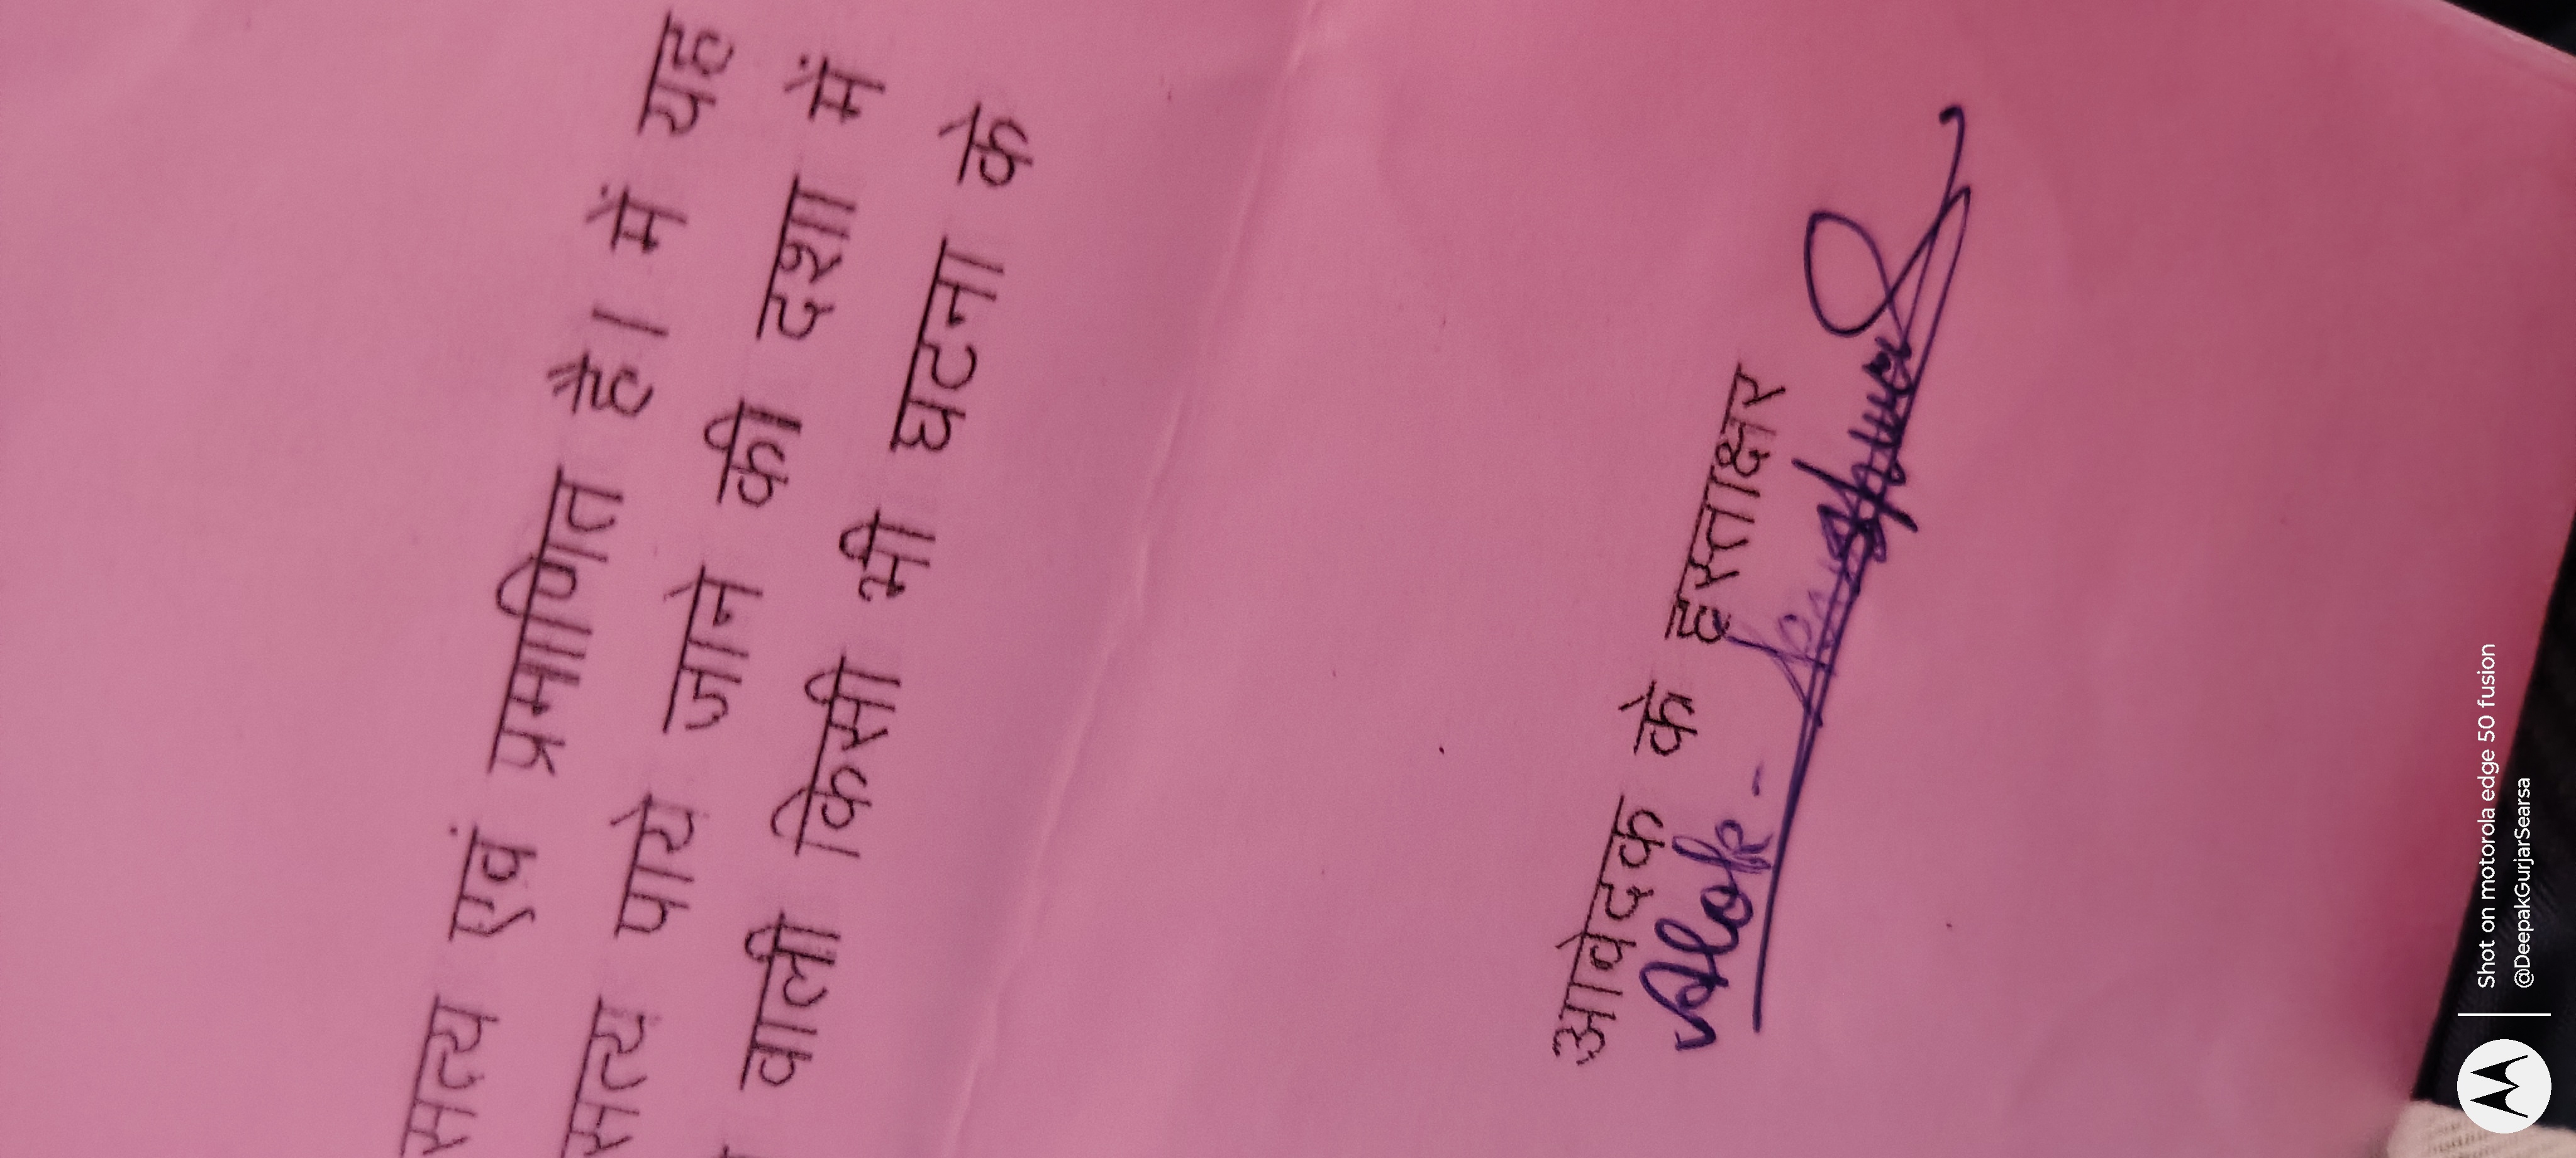 सत्य एवं प्रमाणित है। में यह
सत्य पाये जाने की दशा में
वाली किसी भी घटना के
आवेदक के हस्ताक्षर
Alok -
Shot on motorola edge 50 fusion
@DeepakGurjarSearsa